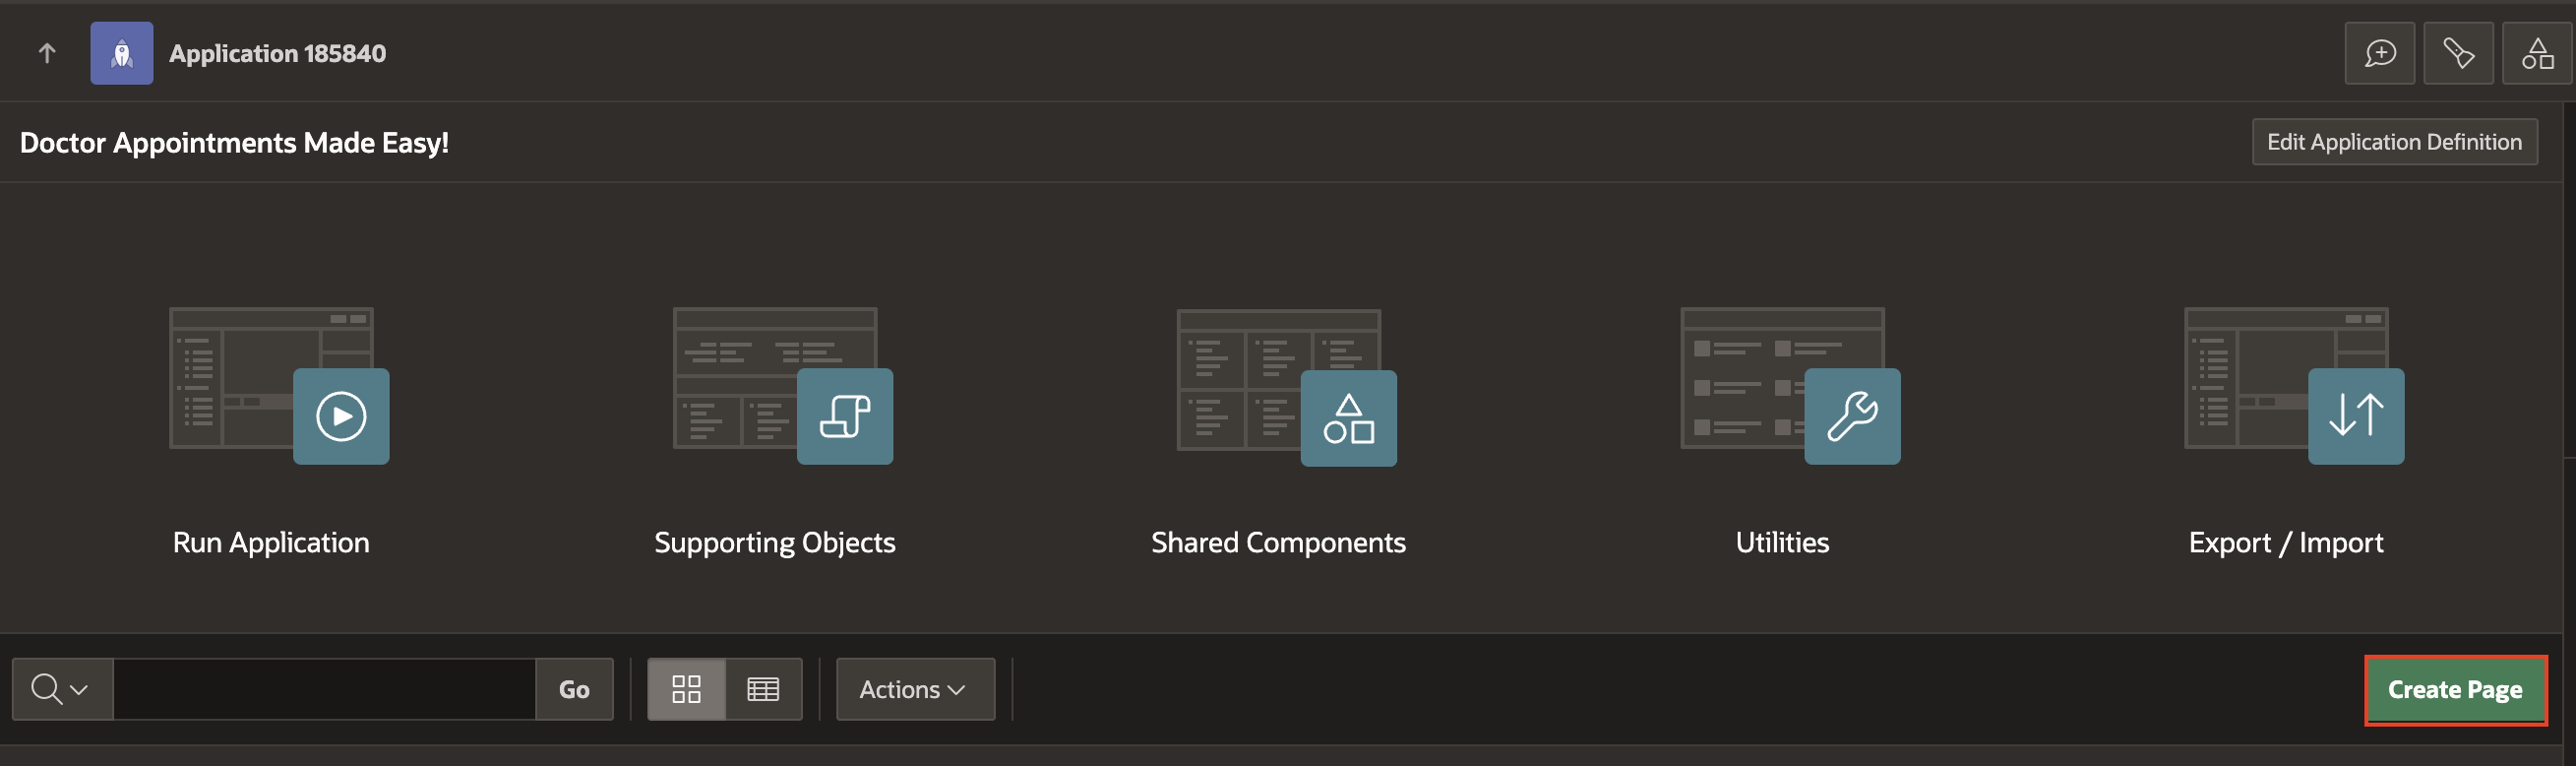 Application 185840
Doctor Appointments Made Easy!
Edit Application Definition
Run Application
Supporting Objects
Shared Components
Utilities
Export / Import
Go
Actions
Create Page